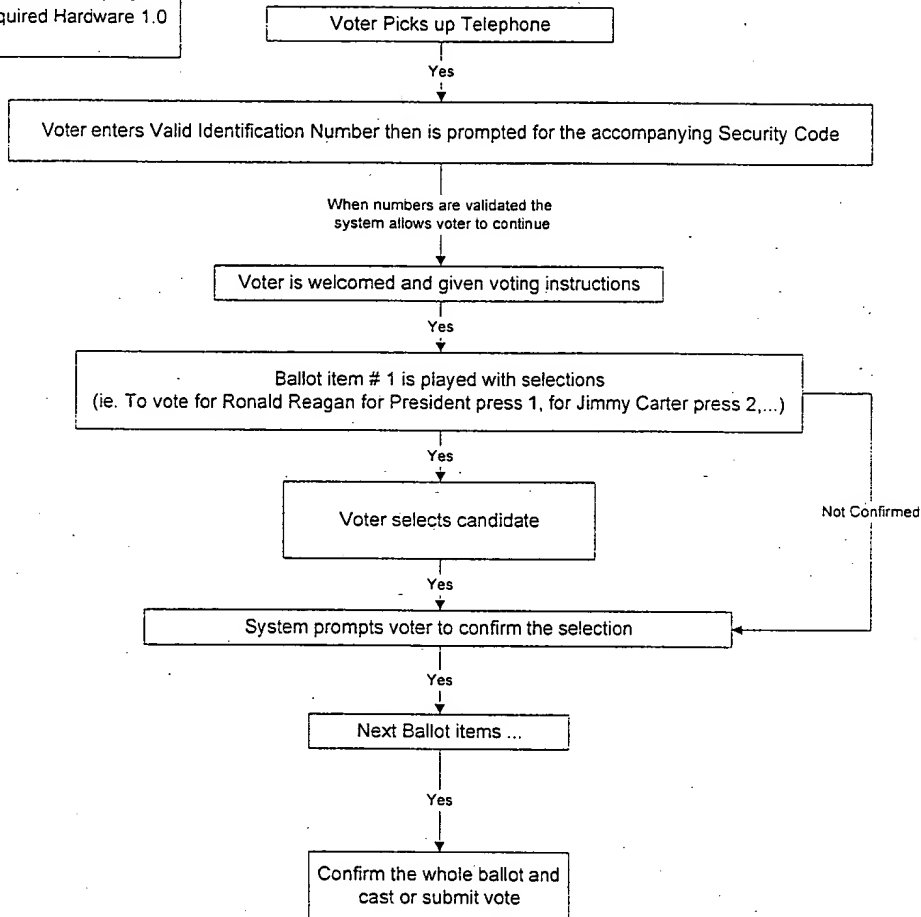 quired Hardware 1.0
Voter Picks up Telephone
Yes
Voter enters Valid Identification Number then is prompted for the accompanying Security Code
When numbers are validated the
system allows voter to continue
Voter is welcomed and given voting instructions
Yes
Ballot item # 1 is played with selections
(ie. To vote for Ronald Reagan for President press 1, for Jimmy Carter press 2,...)
Yes
Voter selects candidate
Not Confirmed
Yes
System prompts voter to confirm the selection
Yes
Next Ballot items ...
Yes
Confirm the whole ballot and
cast or submit vote